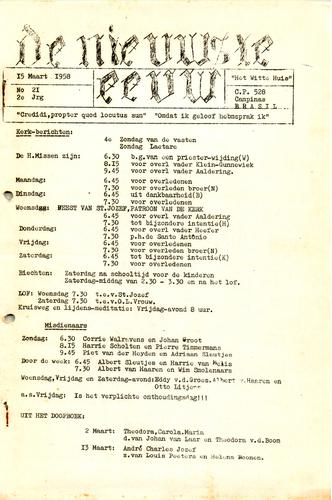 de nieuwste
eeuw
15 Maart 1958
No 21
2e Jrg
"Het Witte Huis"
C.P. 528
Campinas
BRASIL
"Credidi, propter quod locutus sum" "Omdat ik geloof heb ik"
Kerk-berichten:
4e Zondag van de vasten
Zondag Laetare
De H.Missen zijn: 6.30 b.g.van een priester-wijding(W)
8.15 voor overl vader Klein-Gunnewiek
9.45 voor overl vader Aaldering.
Maandag: 6.45 voor overledenen
7.30 voor overleden broer(N)
Dinsdag: 6.45 uit dankbaarheid(B)
7.30 voor overledenen
Woensdag: FEEST VAN ST.JOZEF,PATROON VAN DE KERK
6.45 voor overl vader Aaldering
7.30 tot bijzondere intentie(H)
Donderdag: 6.45 voor overl vader Heefer
7.30 p.h.de Santo António
Vrijdag: 6.45 voor overledenen
7.30 voor overleden broer(N)
Zaterdag: 6.45 tot bijzondere intentie(K)
7.30 voor overledenen
Biechten: Zaterdag na schooltijd voor de kinderen
Zaterdag-middag van 2.30 - 3.30 en na het lof.
LOF: Woensdag 7.30 t.e.v.St.Jozef
Zaterdag 7.30 t.e.v.O.L.Vrouw.
Kruisweg en lijdens-meditatie: Vrijdag-avond 8 uur.
Misdienaars
Zondag: 6.30 Corrie Walravens en Johan Wroot
8.15 Harrie Scholten en Pierre Timmermans
9.45 Piet van der Heyden en Adriaan Sleutjes
Door de week: 6.45 Albert Sleutjes en Harrie van
7.30 Albert van Haaren en Wim Smolenaars
Woensdag,Vrijdag en Zaterdag-avond:Eddy v.d.Groes.Albert v.Haaren en
Otto Litjens
a.s.Vrijdag: Is het verplichte onthoudingsdag!!!
UIT HET DOOPBOEK:
2 Maart: Theodora,Carola.Maria
d.van Johan van Laar en Theodora v.d.Boom
13 Maart: André Charles Jozef
z.van Louis Peeters en Helena Boonen.